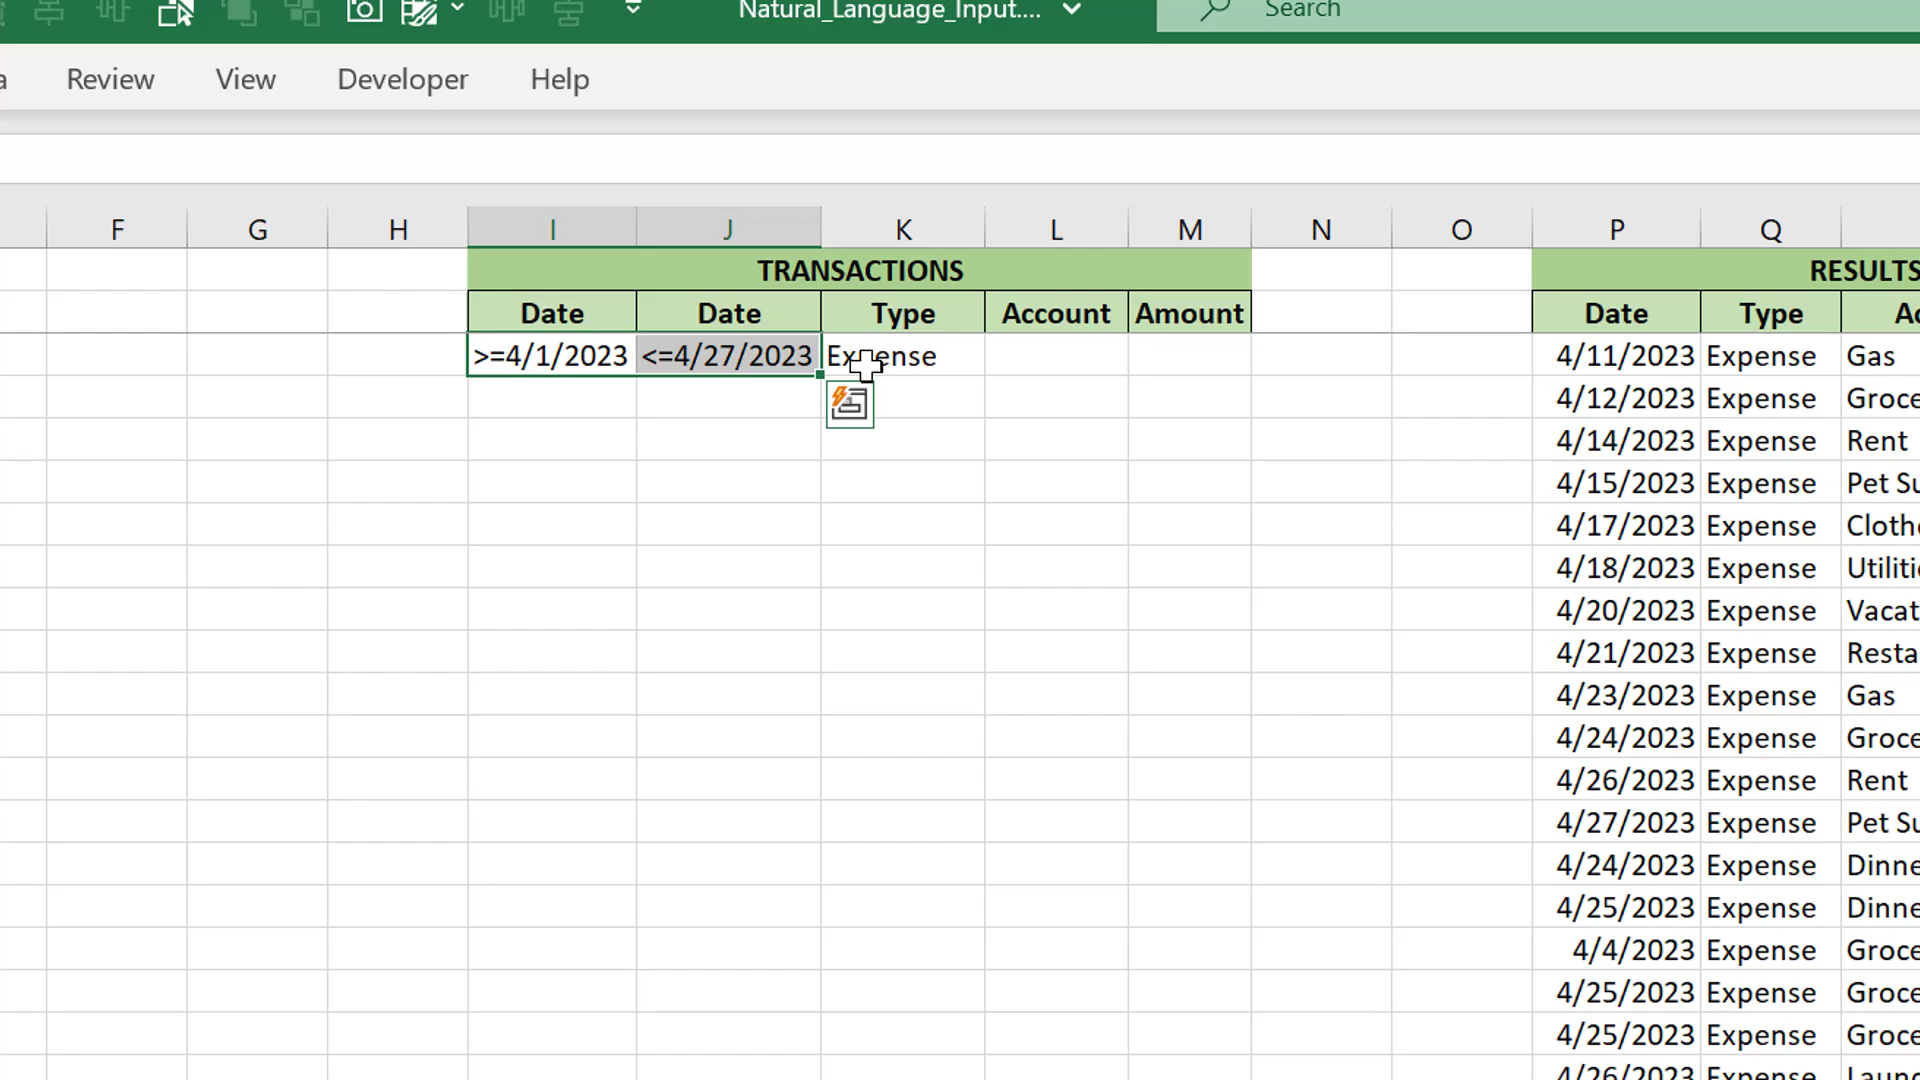 Natural_Language_Input.... Search
a Review View Developer Help
F G H I J K L M N O P Q
TRANSACTIONS RESULTS
Date Date Type Account Amount Date Type Ac
>=4/1/2023 <=4/27/2023 Expense 4/11/2023 Expense Gas
4/12/2023 Expense Groce
4/14/2023 Expense Rent
4/15/2023 Expense Pet Su
4/17/2023 Expense Clothe
4/18/2023 Expense Utilitie
4/20/2023 Expense Vacat
4/21/2023 Expense Resta
4/23/2023 Expense Gas
4/24/2023 Expense Groce
4/26/2023 Expense Rent
4/27/2023 Expense Pet Su
4/24/2023 Expense Dinne
4/25/2023 Expense Dinne
4/4/2023 Expense Groce
4/25/2023 Expense Groce
4/25/2023 Expense Groce
4/26/2023 Expense Laund